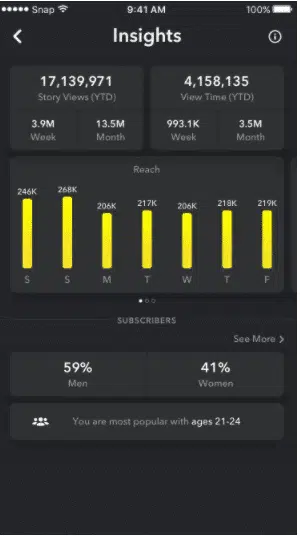 Snap 9:41 AM 100%
Insights
17,139,971 4,158,135
Story Views (YTD) View Time (YTD)
3.9M 13.5M 993.1K 3.5M
Week Month Week Month
Reach
246K 268K 206K 217K 206K 218K 219K
S S M T W T F
SUBSCRIBERS
See More
59% 41%
Men Women
You are most popular with ages 21-24